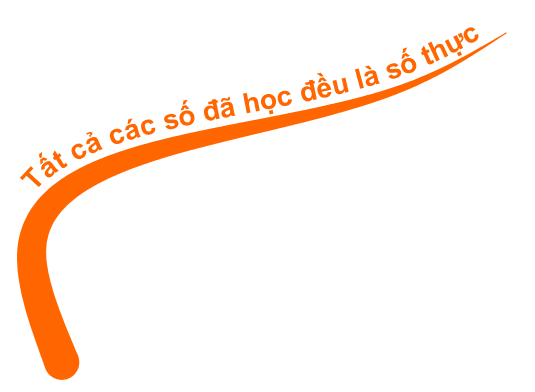 Tất cả các số đã học đều là số thực